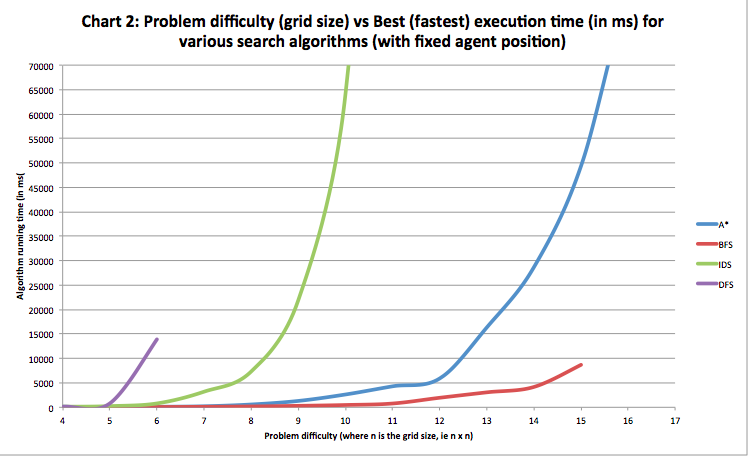 Chart 2: Problem difficulty (grid size) vs Best (fastest) execution time (in ms) for
various search algorithms (with fixed agent position)
70000
65000
60000
55000
50000
45000
40000
35000
30000
25000
20000
15000
10000
5000
0
Algorithm running time (in ms(
4 5 6 7 8 9 10 11 12 13 14 15 16 17
Problem difficulty (where n is the grid size, ie n x n)
A*
BFS
IDS
DFS